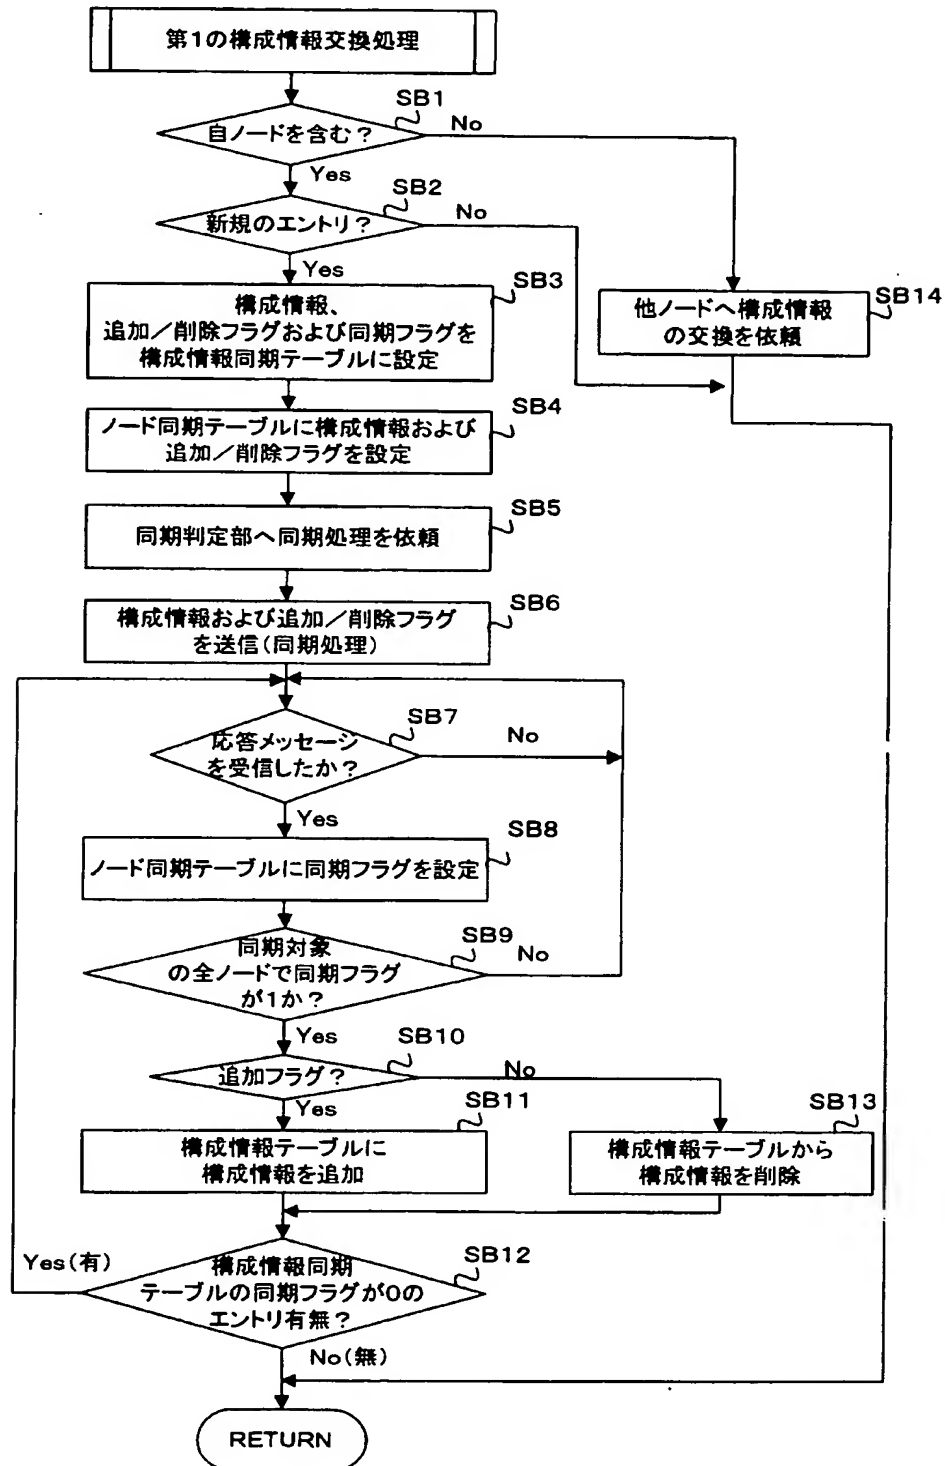 第1の構成情報交換処理
SB1
自ノードを含む?
No
Yes
SB2
新規のエントリ?
No
Yes
SB3
構成情報、
追加/削除フラグおよび同期フラグを
構成情報同期テーブルに設定
SB14
他ノードへ構成情報
の交換を依頼
SB4
ノード同期テーブルに構成情報および
追加/削除フラグを設定
SB5
同期判定部へ同期処理を依頼
SB6
構成情報および追加/削除フラグ
を送信(同期処理)
SB7
応答メッセージ
を受信したか?
No
Yes
SB8
ノード同期テーブルに同期フラグを設定
SB9
同期対象
の全ノードで同期フラグ
が1か?
No
Yes
SB10
追加フラグ?
No
Yes
SB11
構成情報テーブルに
構成情報を追加
SB13
構成情報テーブルから
構成情報を削除
SB12
Yes(有)
構成情報同期
テーブルの同期フラグが0の
エントリ有無?
No(無)
RETURN